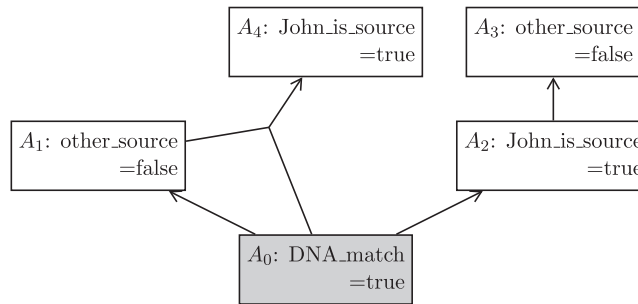 A4: John_is_source
=true
A3: other_source
=false
A1: other_source
=false
A2: John_is_source
=true
A0: DNA_match
=true